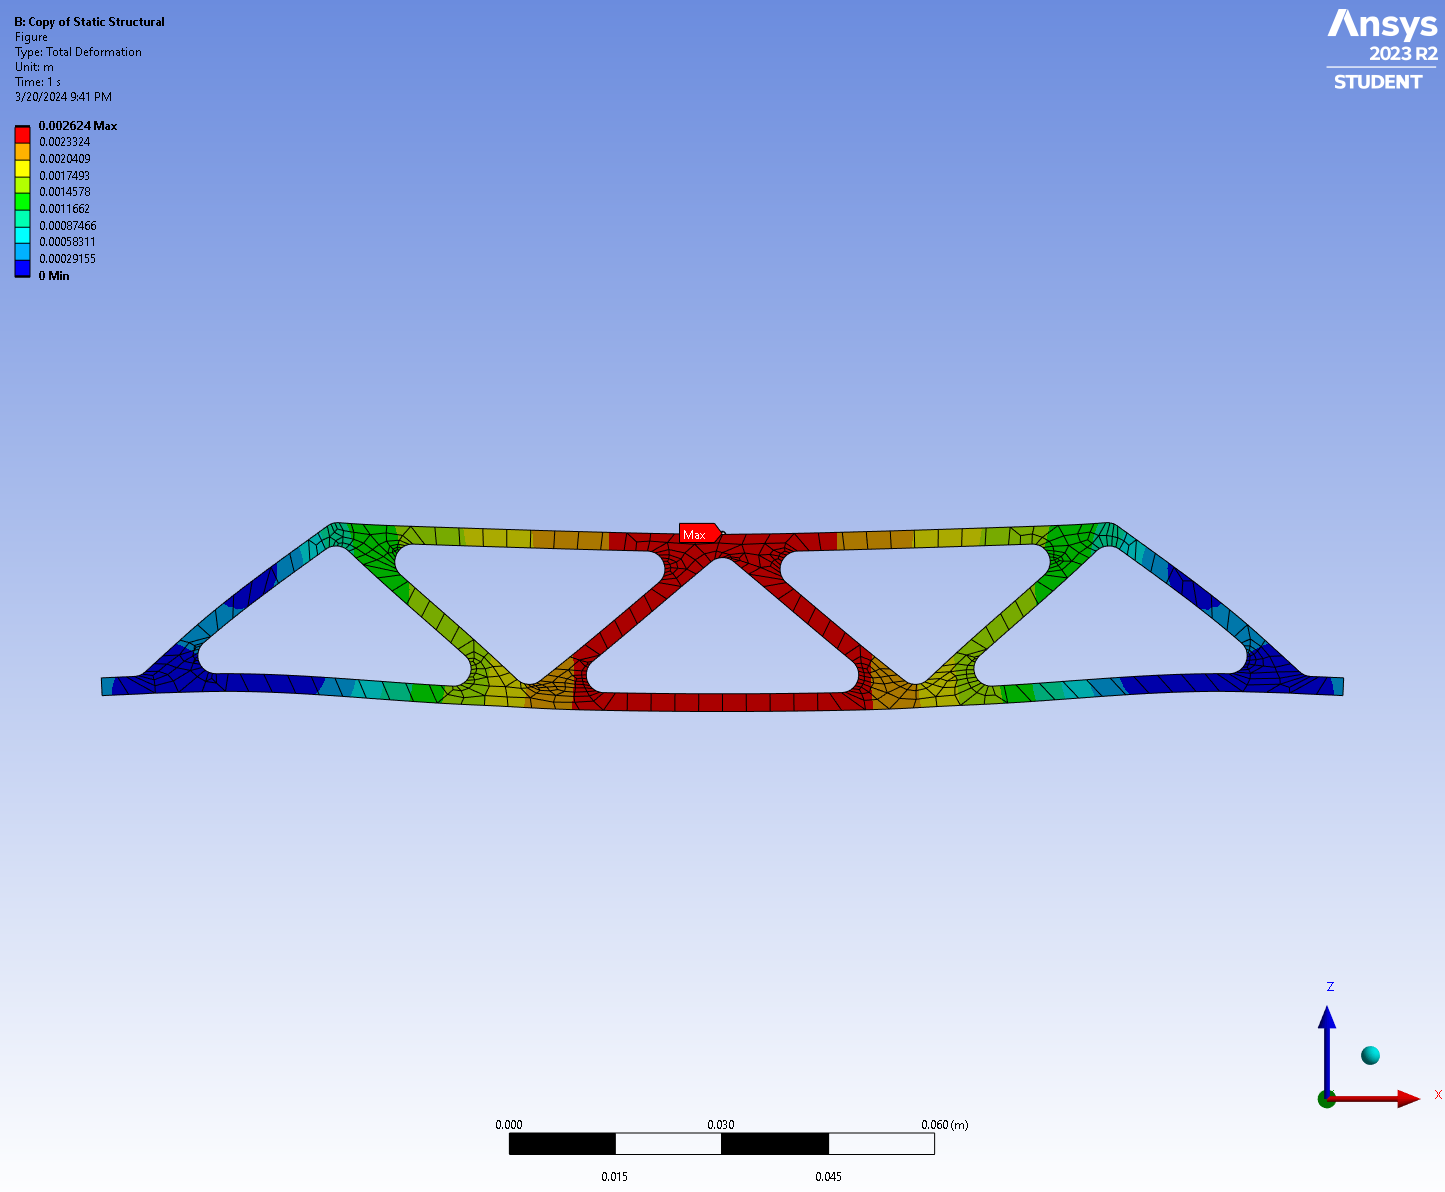 B: Copy of Static Structural
Figure
Type: Total Deformation
Unit: m
Time: 1 s
3/20/2024 9:41 PM
Ansys
2023 R2
STUDENT
0.002624 Max
0.0023324
0.0020409
0.0017493
0.0014578
0.0011662
0.00087466
0.00058311
0.00029155
0 Min
Max
Z
X
0.000
0.030
0.060 (m)
0.015
0.045